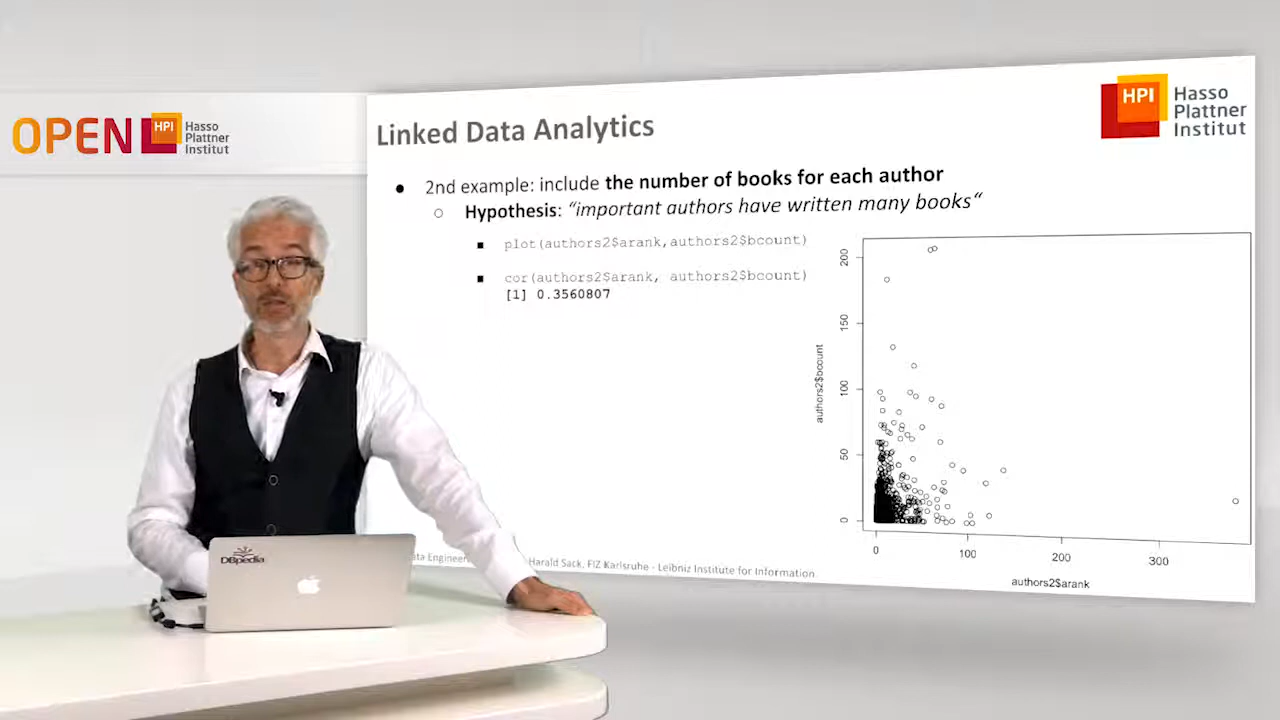 OPEN HPI Hasso
Plattner
Institut
HPI Hasso
Plattner
Institut
Linked Data Analytics
● 2nd example: include the number of books for each author
○ Hypothesis: “important authors have written many books“
■ plot(authors2$arank,authors2$bcount)
■ cor(authors2$arank, authors2$bcount)
[1] 0.3560807
authors2$bcount
200
150
100
50
0
0 100 200 300
authors2$arank
Harald Sack, FIZ Karlsruhe - Leibniz Institute for Information
DBpedia